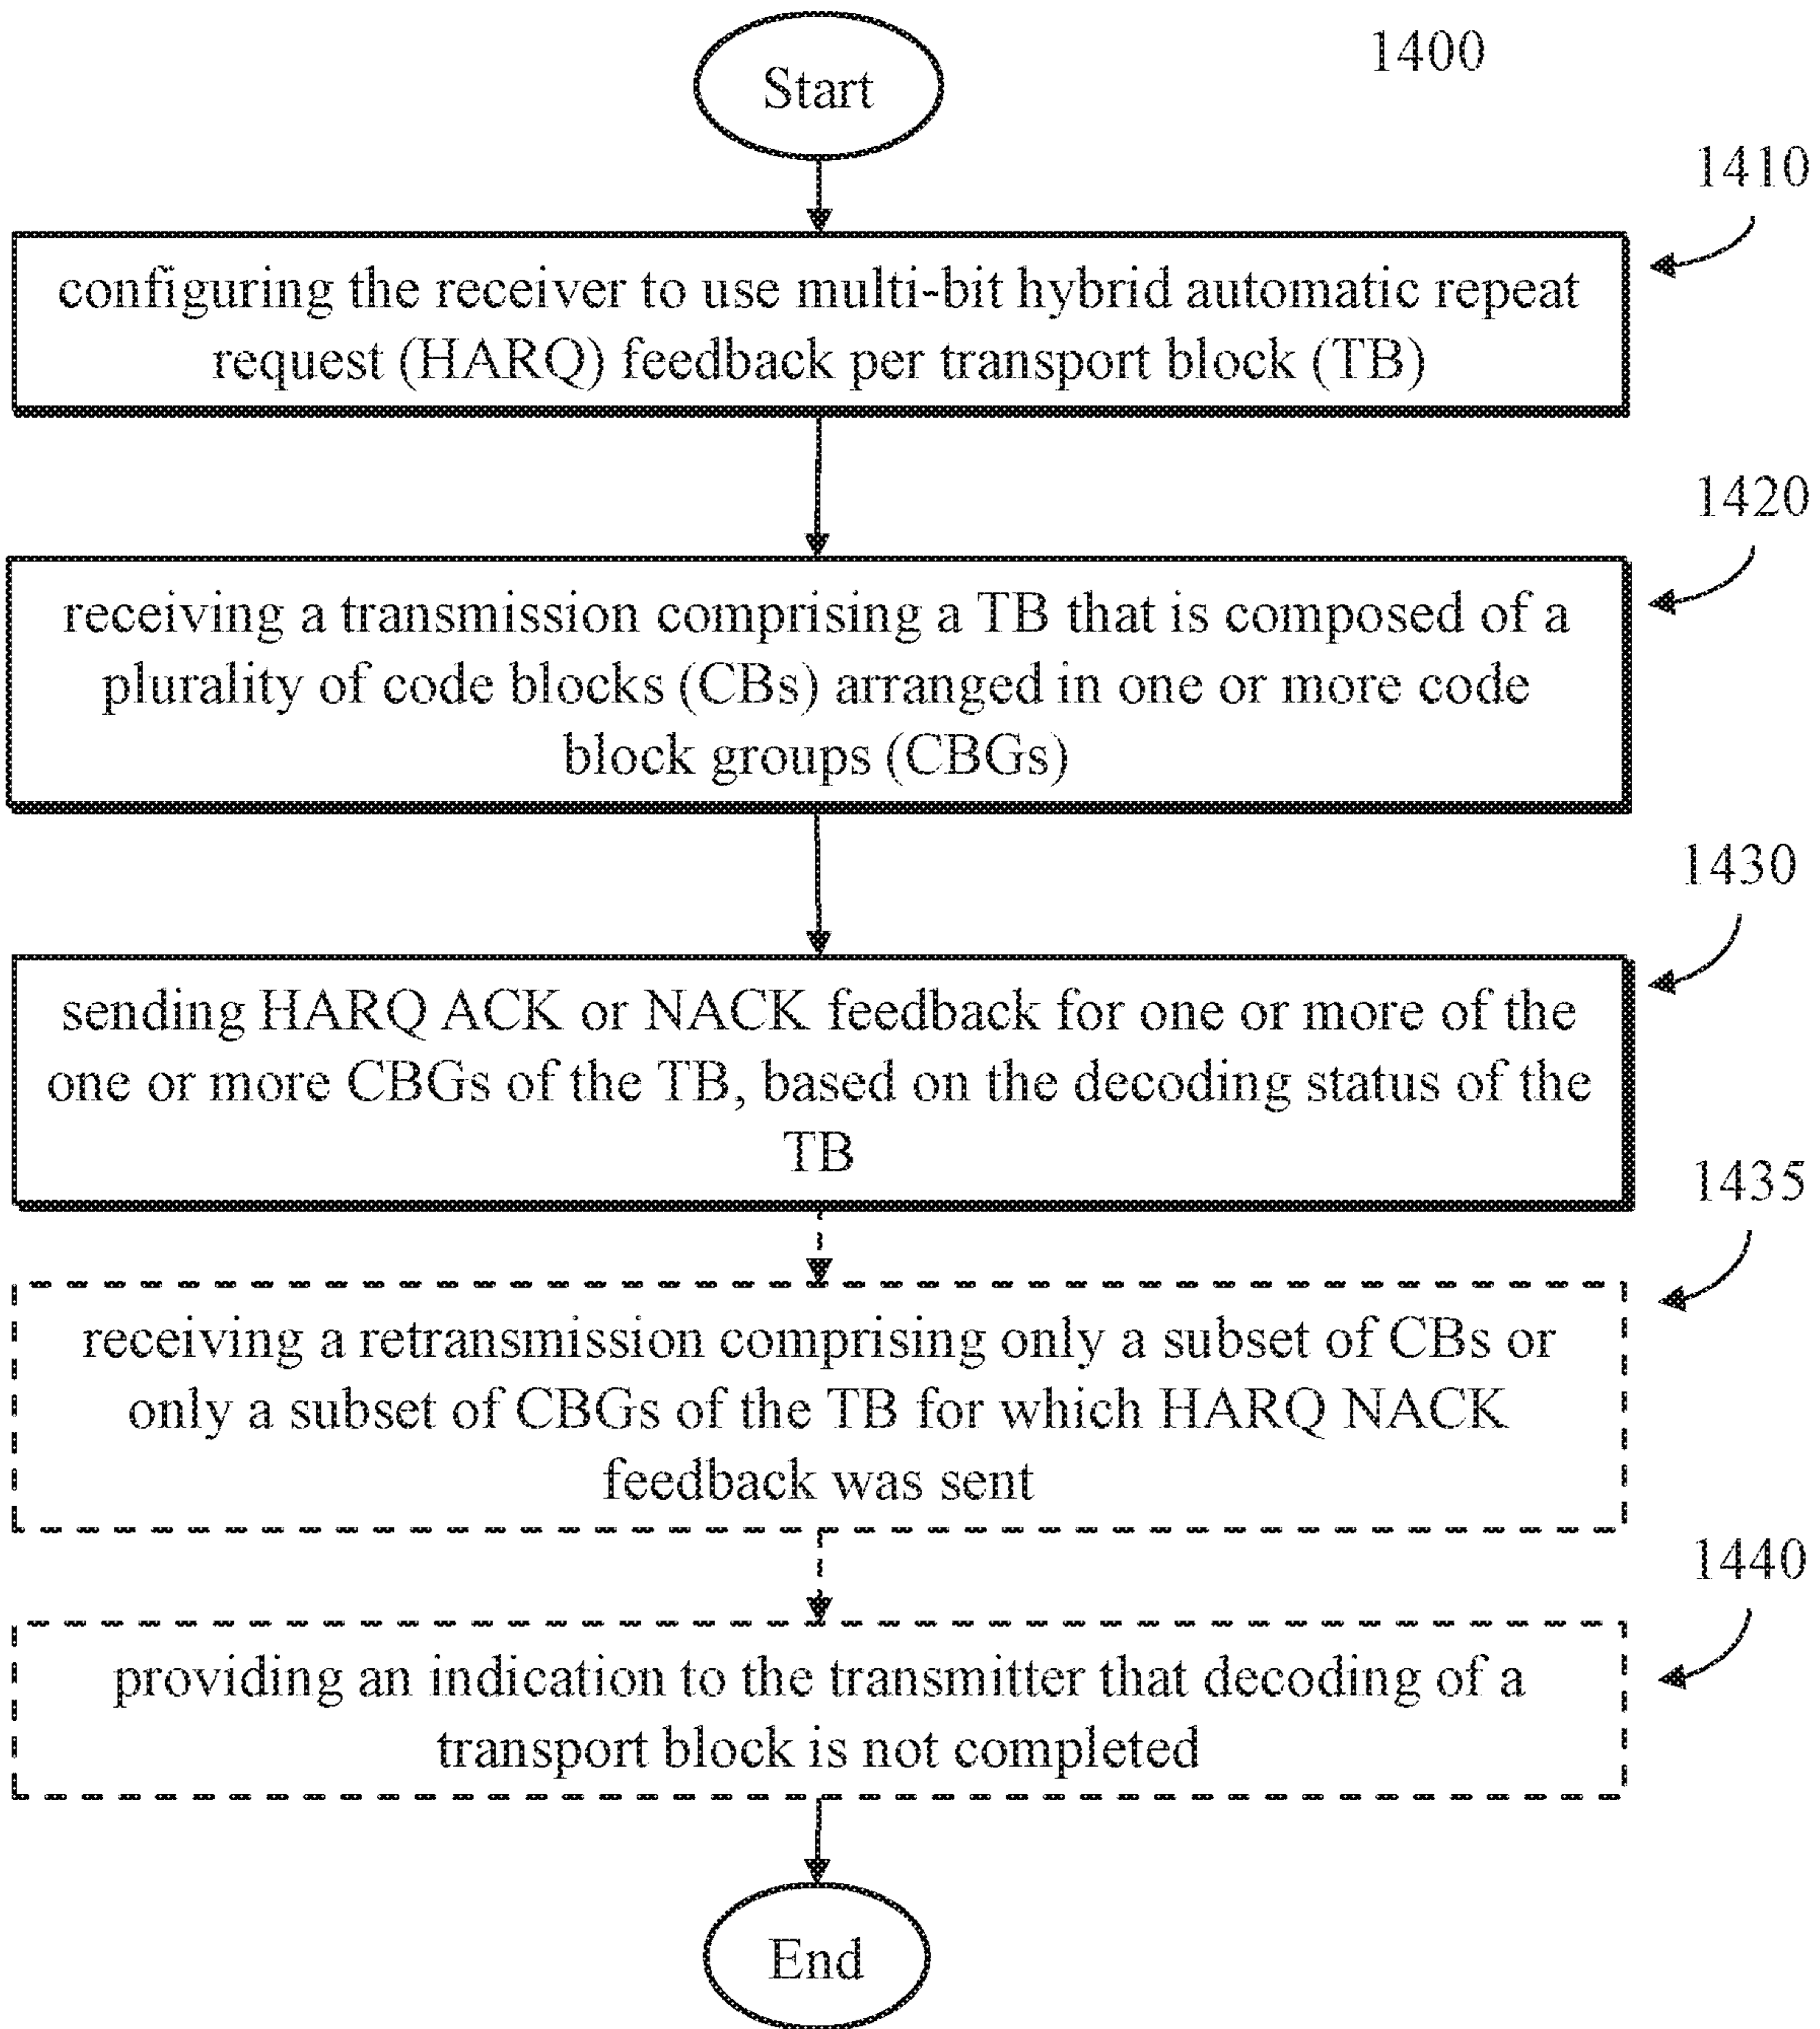 Start
1400
1410
configuring the receiver to use multi-bit hybrid automatic repeat
request (HARQ) feedback per transport block (TB)
1420
receiving a transmission comprising a TB that is composed of a
plurality of code blocks (CBs) arranged in one or more code
block groups (CBGs)
1430
sending HARQ ACK or NACK feedback for one or more of the
one or more CBGs of the TB, based on the decoding status of the
TB
1435
receiving a retransmission comprising only a subset of CBs or
only a subset of CBGs of the TB for which HARQ NACK
feedback was sent
1440
providing an indication to the transmitter that decoding of a
transport block is not completed
End